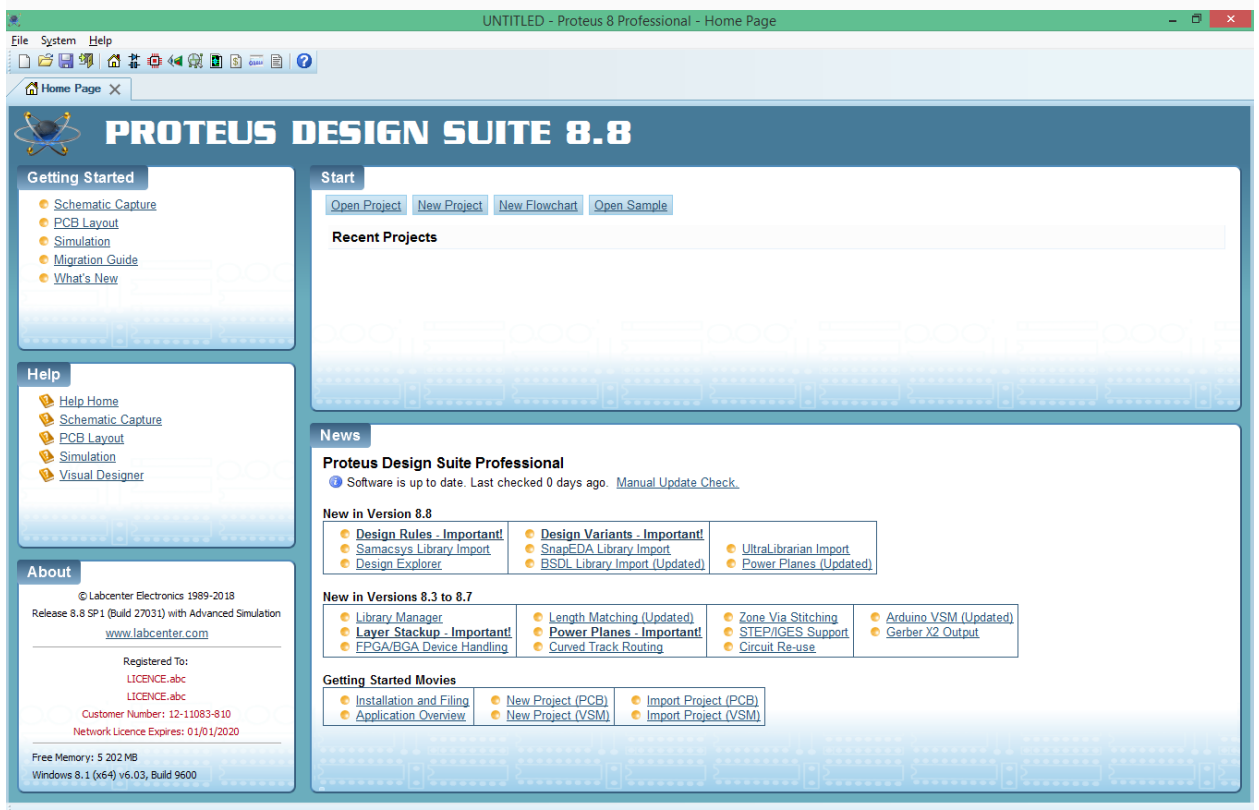 UNTITLED - Proteus 8 Professional - Home Page
File System Help
Home Page
PROTEUS DESIGN SUITE 8.8
Getting Started
Schematic Capture
PCB Layout
Simulation
Migration Guide
What's New
Help
Help Home
Schematic Capture
PCB Layout
Simulation
Visual Designer
About
© Labcenter Electronics 1989-2018
Release 8.8 SP1 (Build 27031) with Advanced Simulation
www.labcenter.com
Registered To:
LICENCE.abc
LICENCE.abc
Customer Number: 12-11083-810
Network Licence Expires: 01/01/2020
Free Memory: 5 202 MB
Windows 8.1 (x64) v6.03, Build 9600
Start
Open Project New Project New Flowchart Open Sample
Recent Projects
News
Proteus Design Suite Professional
Software is up to date. Last checked 0 days ago. Manual Update Check.
New in Version 8.8
Design Rules - Important! Design Variants - Important!
Samacsys Library Import SnapEDA Library Import UltraLibrarian Import
Design Explorer BSDL Library Import (Updated) Power Planes (Updated)
New in Versions 8.3 to 8.7
Library Manager Length Matching (Updated) Zone Via Stitching Arduino VSM (Updated)
Layer Stackup - Important! Power Planes - Important! STEP/IGES Support Gerber X2 Output
FPGA/BGA Device Handling Curved Track Routing Circuit Re-use
Getting Started Movies
Installation and Filing New Project (PCB) Import Project (PCB)
Application Overview New Project (VSM) Import Project (VSM)